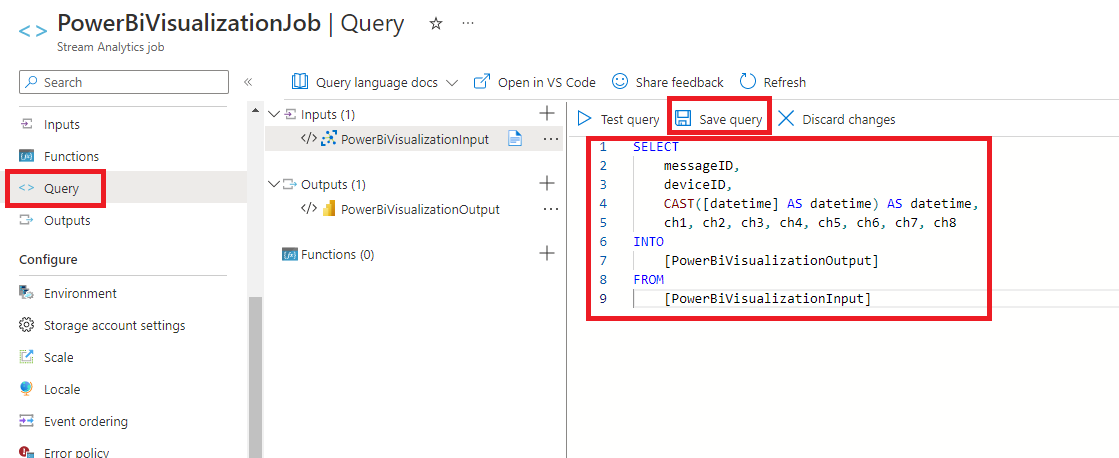 PowerBiVisualizationJob | Query ☆ ...
Stream Analytics job
Search «
Inputs
Functions
Query
Outputs
Configure
Environment
Storage account settings
Scale
Locale
Event ordering
Error policy
Query language docs Open in VS Code Share feedback Refresh
Inputs (1) +
</> PowerBiVisualizationInput ...
Outputs (1) +
</> PowerBiVisualizationOutput ...
Functions (0) +
Test query Save query Discard changes
1 SELECT
2 messageID,
3 deviceID,
4 CAST([datetime] AS datetime) AS datetime,
5 ch1, ch2, ch3, ch4, ch5, ch6, ch7, ch8
6 INTO
7 [PowerBiVisualizationOutput]
8 FROM
9 [PowerBiVisualizationInput]